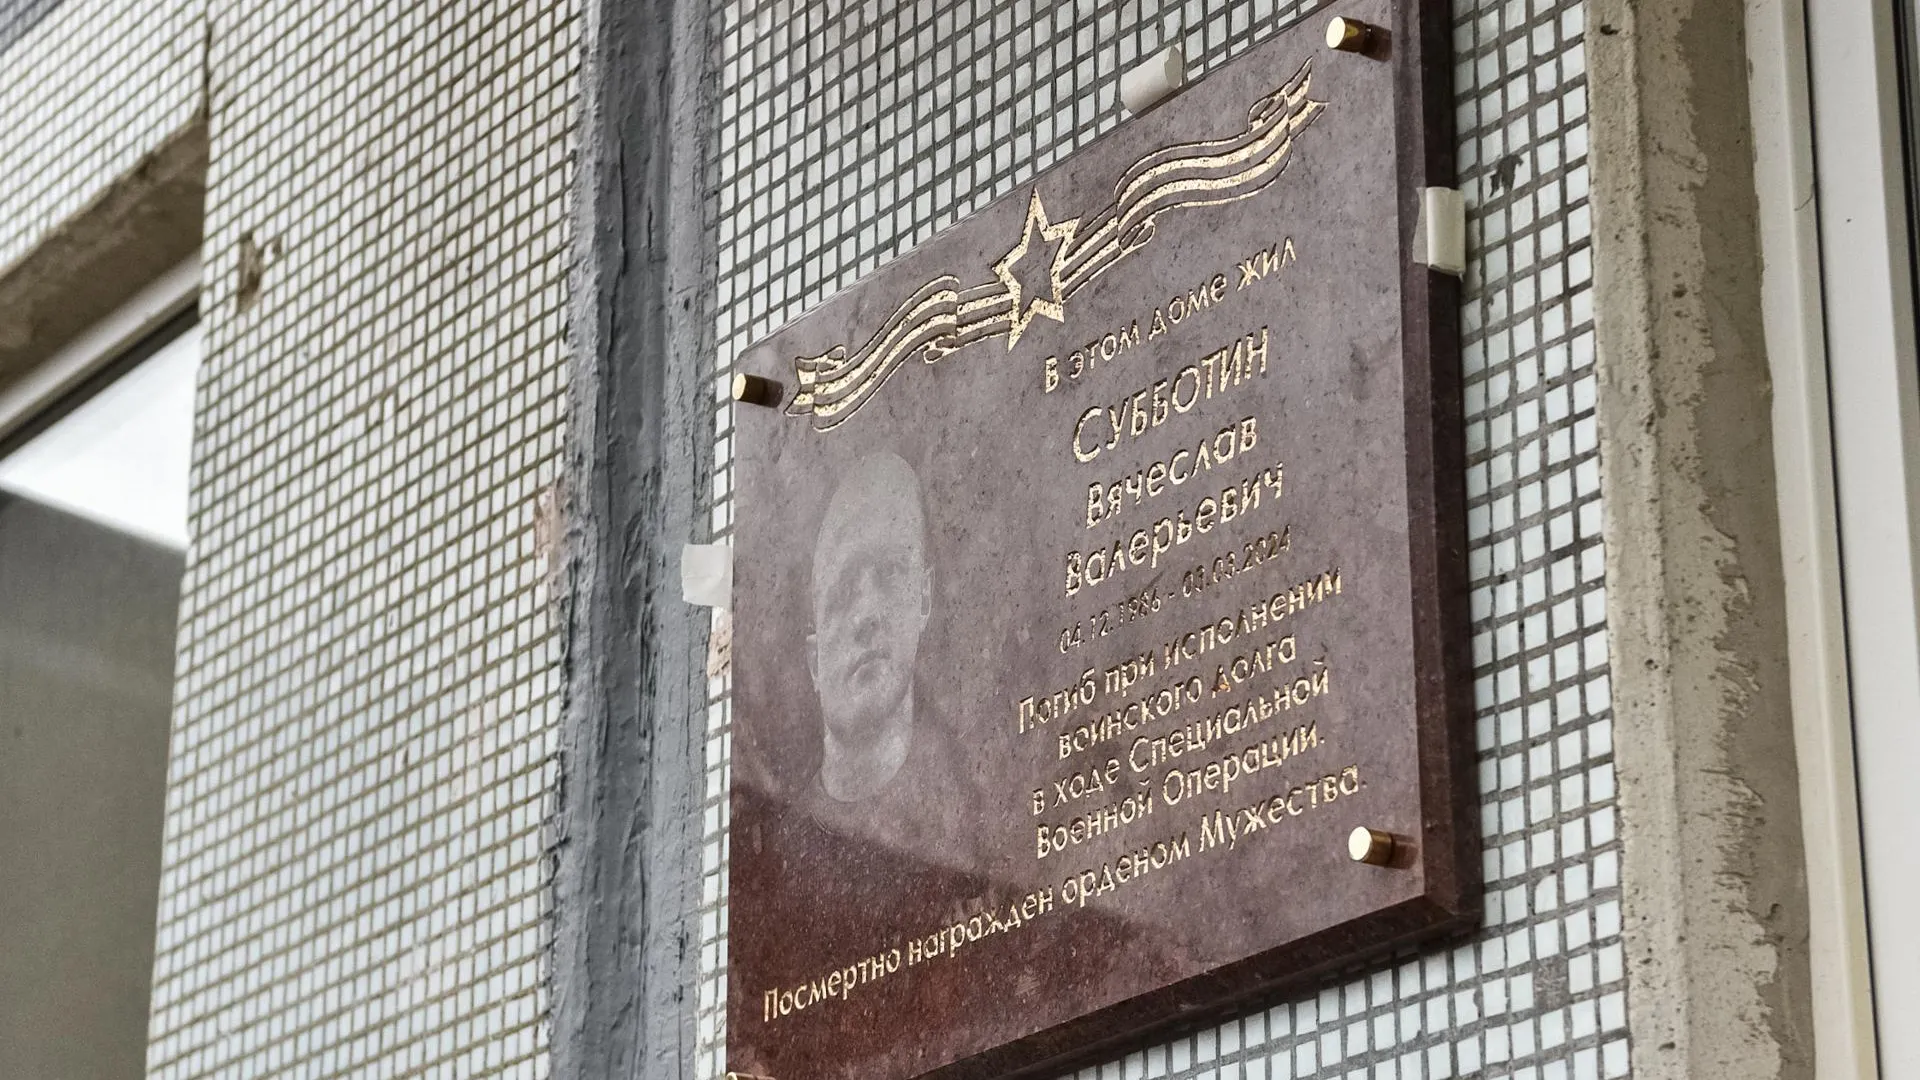 В этом доме жил
СУББОТИН
Вячеслав
Валерьевич
04.12.1986 - 03.03.2024
Погиб при исполнении
воинского долга
в ходе Специальной
Военной Операции.
Посмертно награжден орденом Мужества.